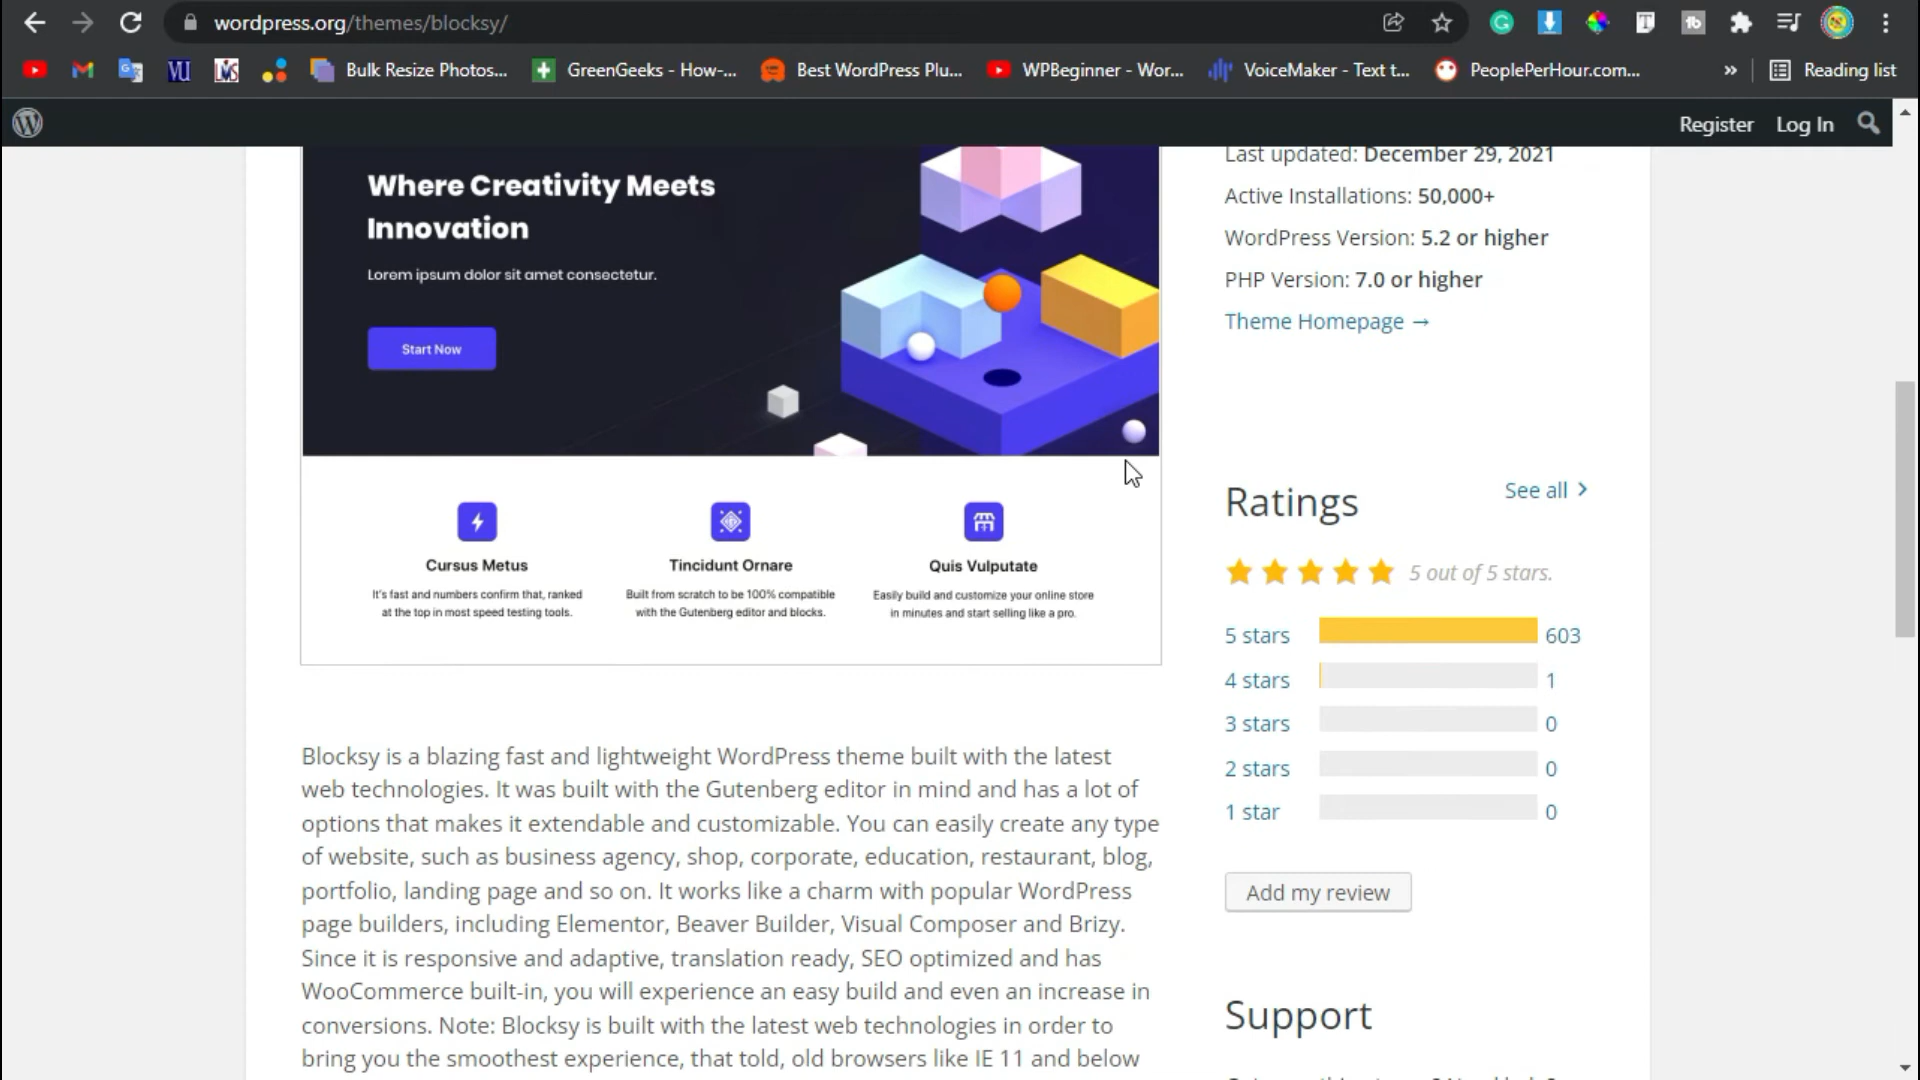 wordpress.org/themes/blocksy/
Bulk Resize Photos...
GreenGeeks - How-...
Best WordPress Plu...
WPBeginner - Wor...
VoiceMaker - Text t...
PeoplePerHour.com...
»
Reading list
Register
Log In
Where Creativity Meets
Innovation
Lorem ipsum dolor sit amet consectetur.
Start Now
Cursus Metus
It's fast and numbers confirm that, ranked
at the top in most speed testing tools.
Tincidunt Ornare
Built from scratch to be 100% compatible
with the Gutenberg editor and blocks.
Quis Vulputate
Easily build and customize your online store
in minutes and start selling like a pro.
Blocksy is a blazing fast and lightweight WordPress theme built with the latest
web technologies. It was built with the Gutenberg editor in mind and has a lot of
options that makes it extendable and customizable. You can easily create any type
of website, such as business agency, shop, corporate, education, restaurant, blog,
portfolio, landing page and so on. It works like a charm with popular WordPress
page builders, including Elementor, Beaver Builder, Visual Composer and Brizy.
Since it is responsive and adaptive, translation ready, SEO optimized and has
WooCommerce built-in, you will experience an easy build and even an increase in
conversions. Note: Blocksy is built with the latest web technologies in order to
bring you the smoothest experience, that told, old browsers like IE 11 and below
Last updated: December 29, 2021
Active Installations: 50,000+
WordPress Version: 5.2 or higher
PHP Version: 7.0 or higher
Theme Homepage →
Ratings
See all
5 out of 5 stars.
5 stars 603
4 stars 1
3 stars 0
2 stars 0
1 star 0
Add my review
Support